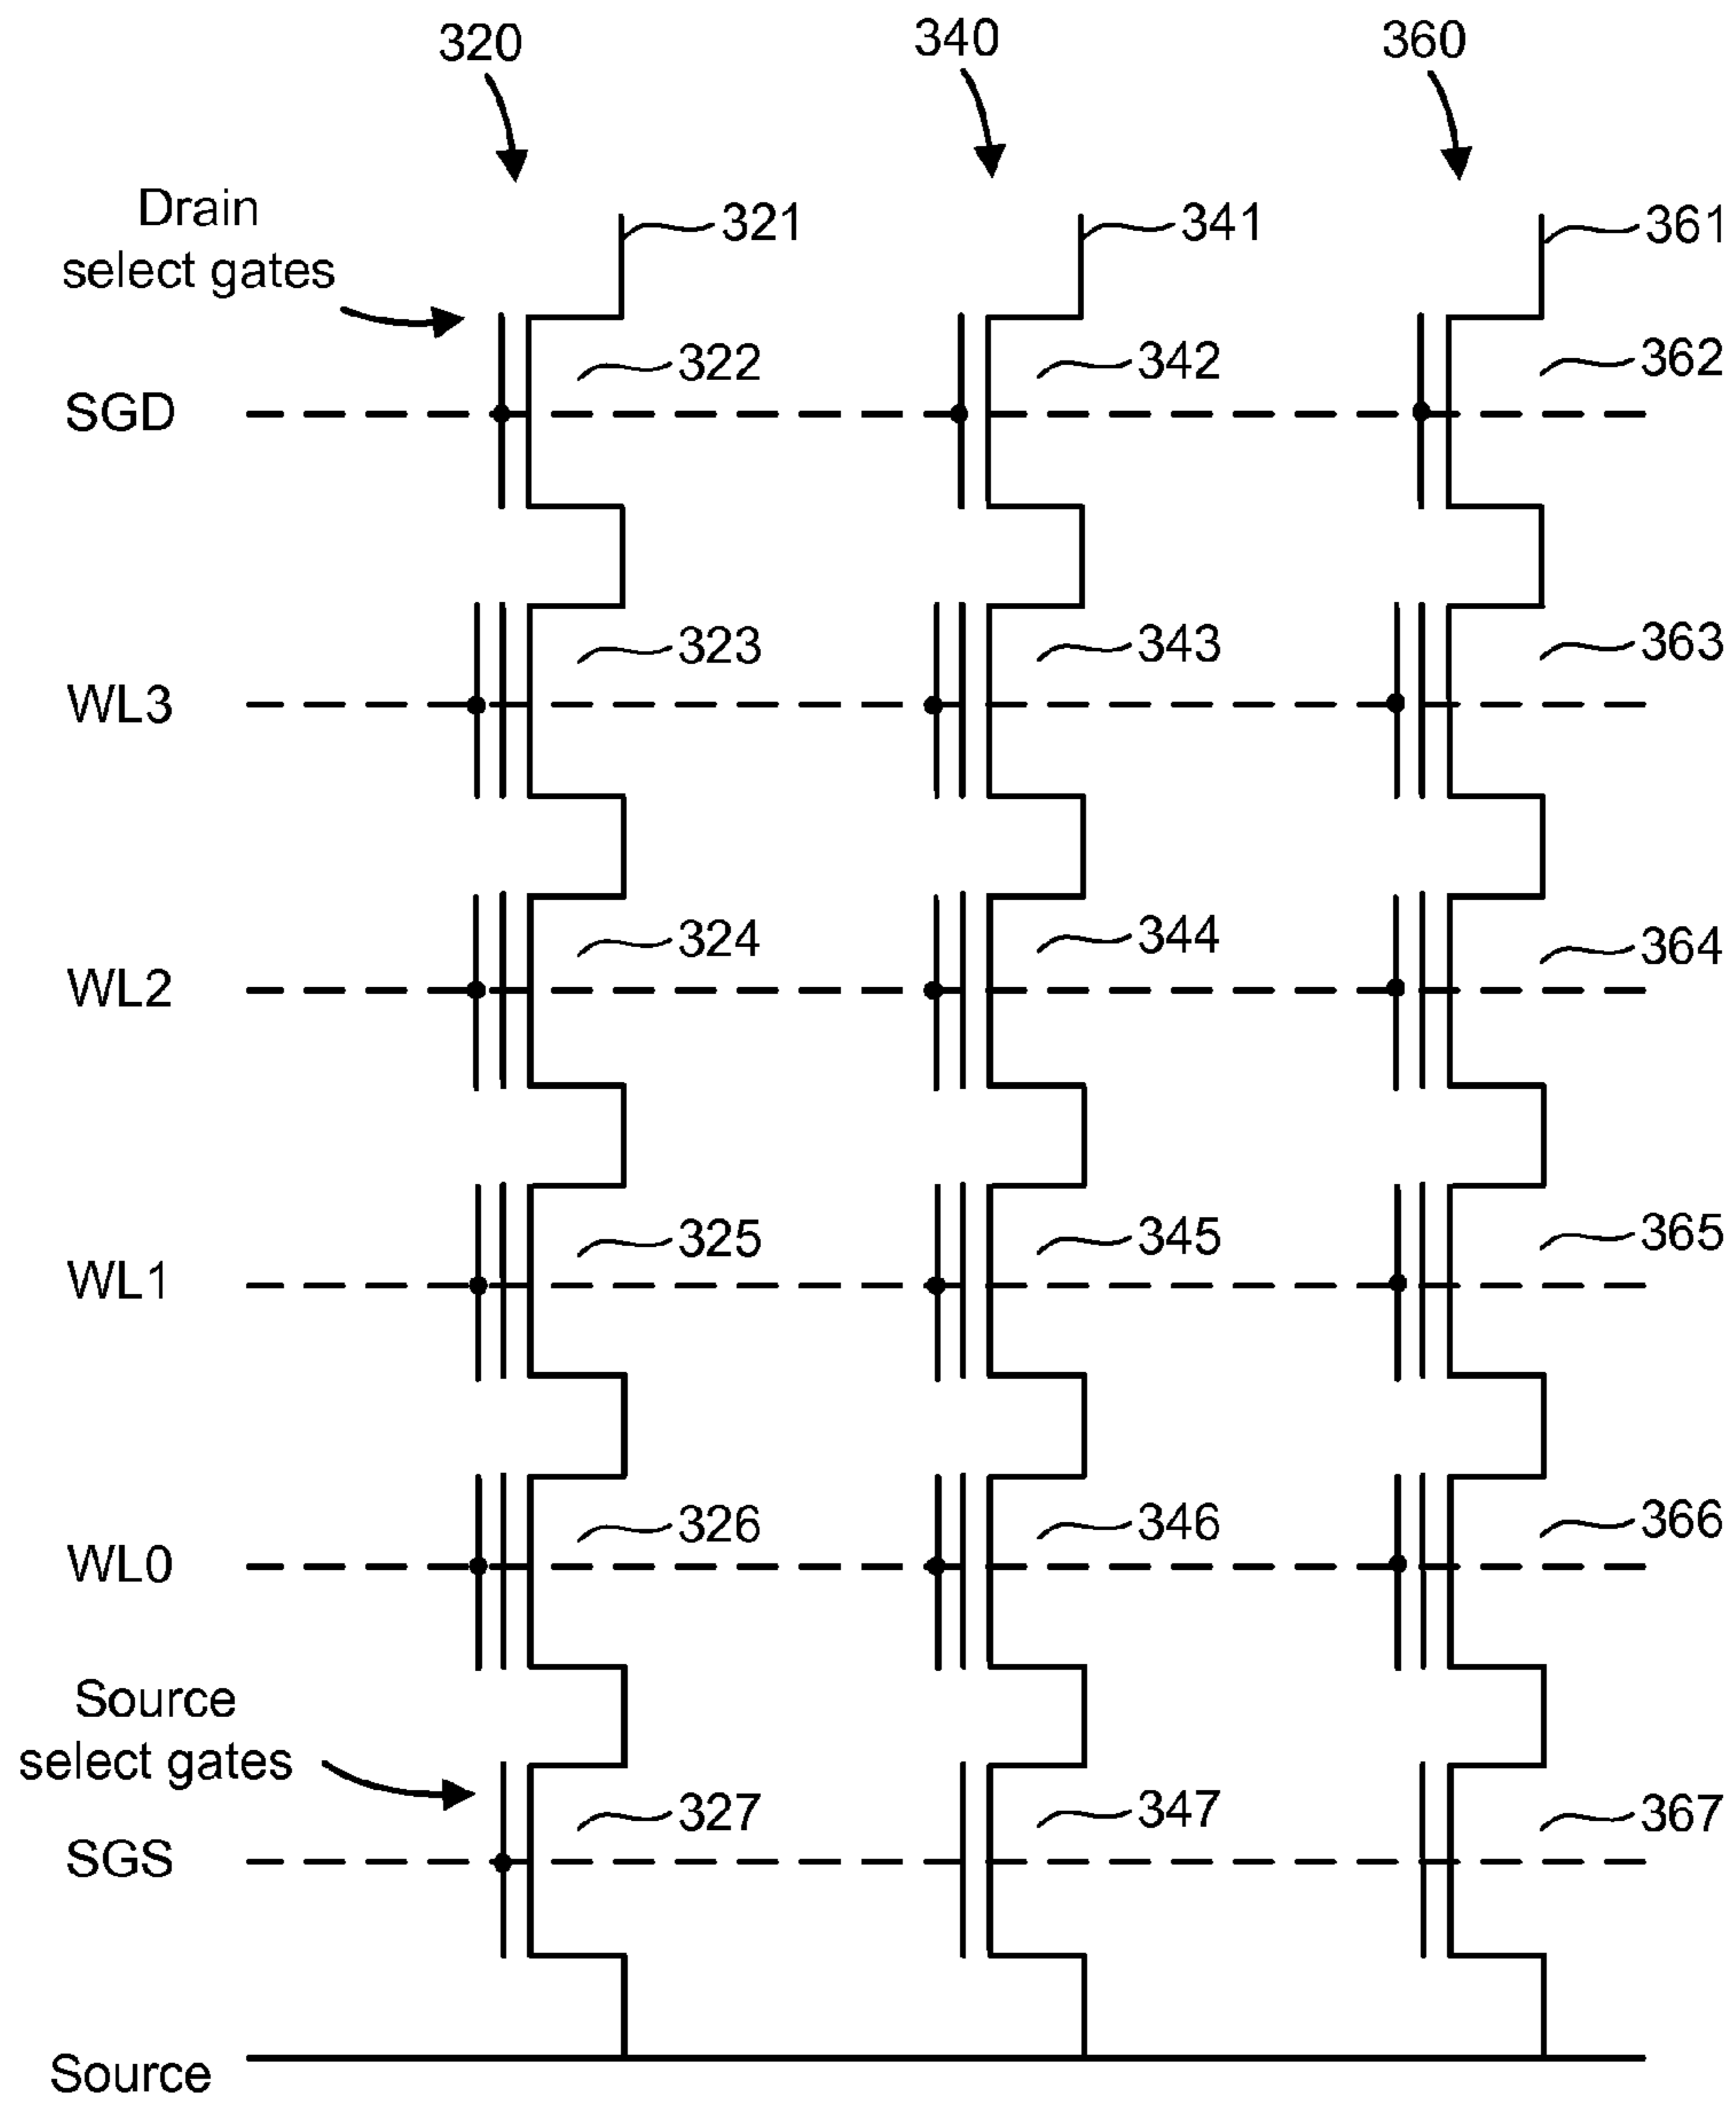 320 340 360
Drain
select gates
321 341 361
322 342 362
SGD
323 343 363
WL3
324 344 364
WL2
325 345 365
WL1
326 346 366
WL0
Source
select gates
327 347 367
SGS
Source